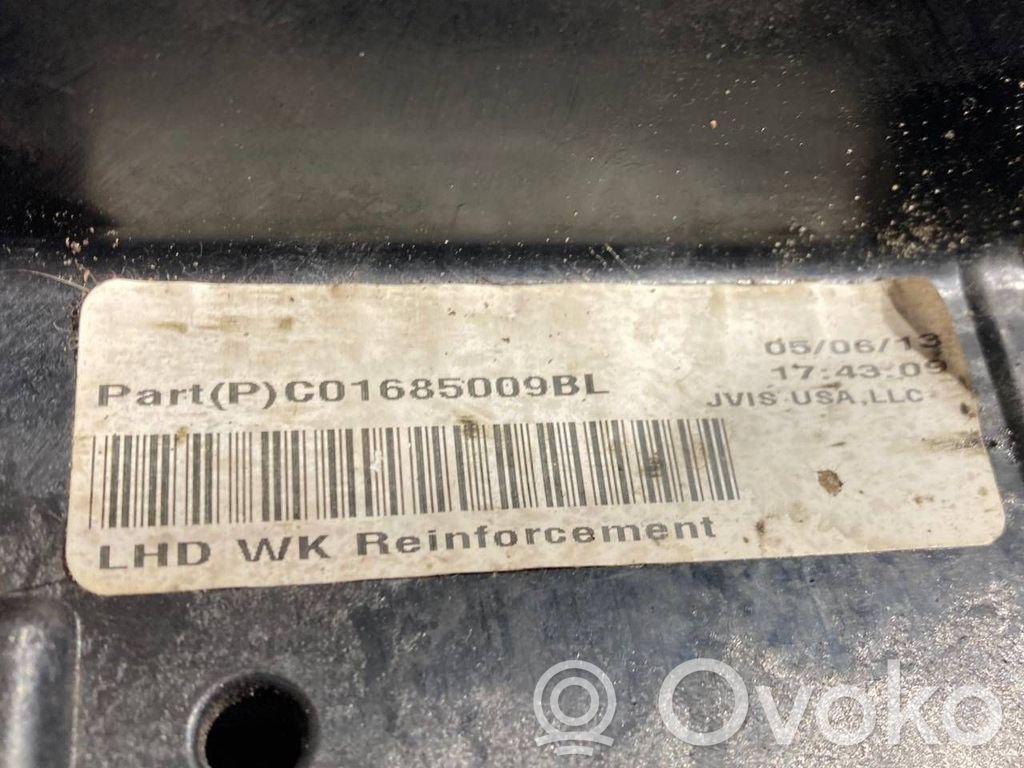 05/06/13
17:43:09
Part(P)C01685009BL
JVIS USA,LLC
LHD WK Reinforcement
Ovoko